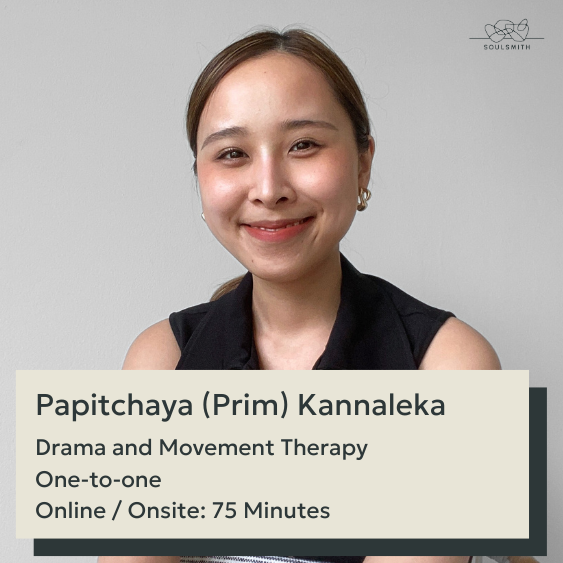 SOULSMITH
Papitchaya (Prim) Kannaleka
Drama and Movement Therapy
One-to-one
Online / Onsite: 75 Minutes